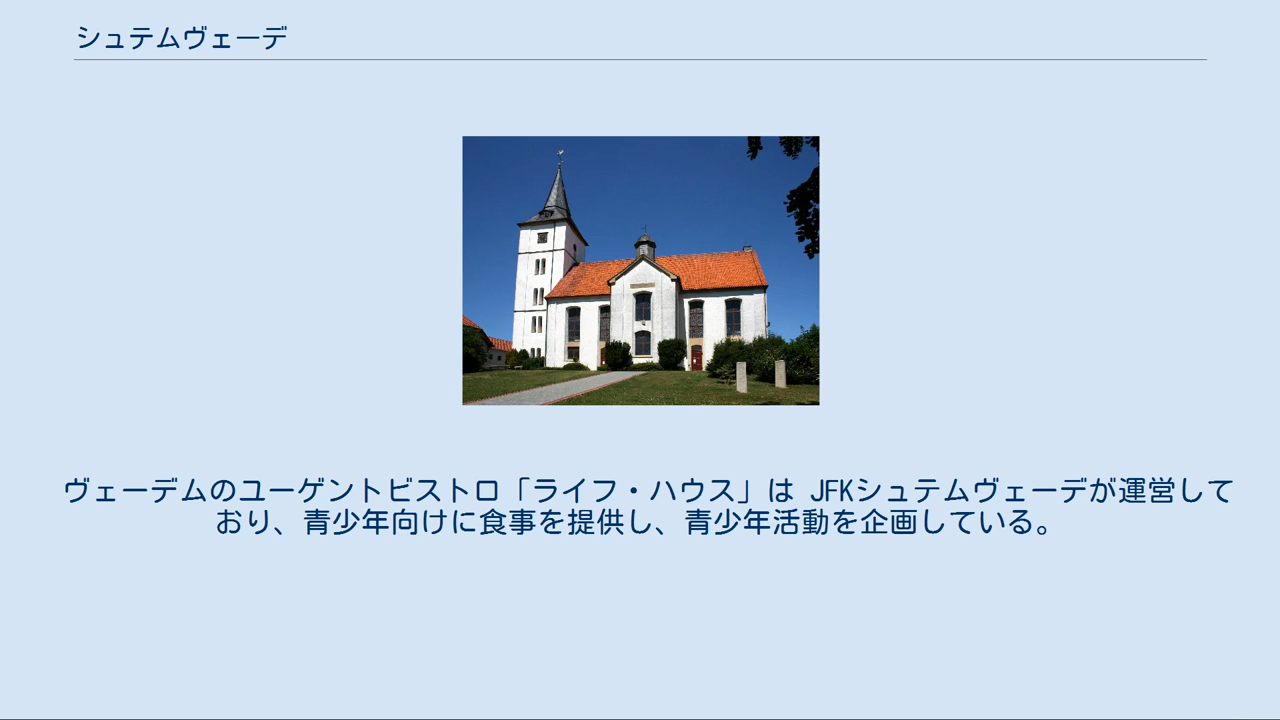 シュテムヴェーデ
ヴェーデムのユーゲントビストロ「ライフ・ハウス」は JFKシュテムヴェーデが運営して
おり、青少年向けに食事を提供し、青少年活動を企画している。